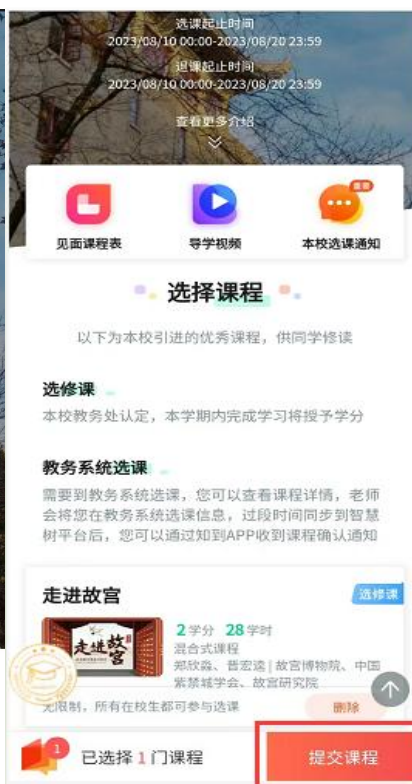 选课起止时间
2023/08/10 00:00-2023/08/20 23:59
退课起止时间
2023/08/10 00:00-2023/08/20 23:59
查看更多介绍
重要
见面课程表
导学视频
本校选课通知
选择课程
以下为本校引进的优秀课程，供同学修读
选修课
本校教务处认定，本学期内完成学习将授予学分
教务系统选课
需要到教务系统选课，您可以查看课程详情，老师
会将您在教务系统选课信息，过段时间同步到智慧
树平台后，您可以通过知到APP收到课程确认通知
走进故宫
选修课
走进故宫
2学分 28学时
混合式课程
郑欣淼、晋宏逵 | 故宫博物院、中国
紫禁城学会、故宫研究院
无限制，所有在校生都可参与选课
删除
1
已选择 1 门课程
提交课程